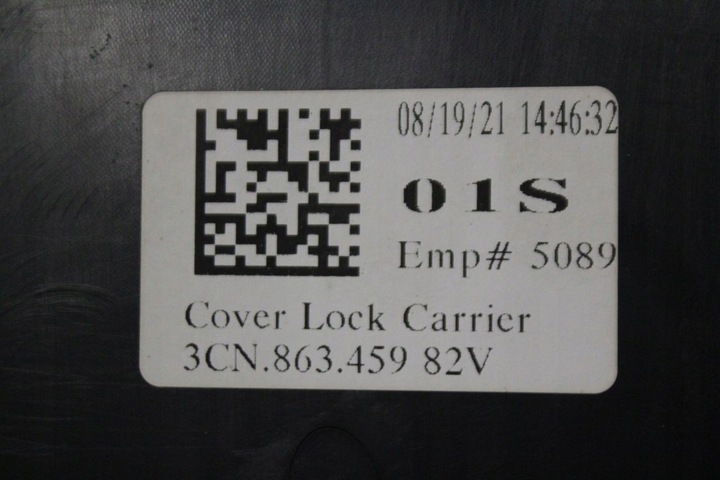 08/19/21 14:46:32
01S
Emp# 5089
Cover Lock Carrier
3CN.863.459 82V